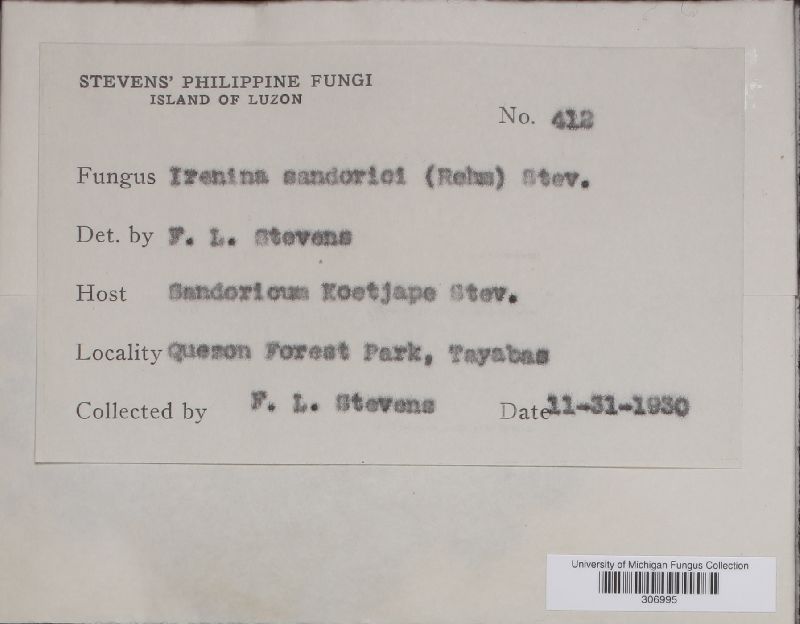 STEVENS' PHILIPPINE FUNGI
ISLAND OF LUZON
No. 412
Fungus Irenina sandorici (Rehm) Stev.
Det. by F. L. Stevens
Host Sandoricum Koetjape Stev.
Locality Quezon Forest Park, Tayabas
Collected by F. L. Stevens Date 11-31-1930
University of Michigan Fungus Collection
306995